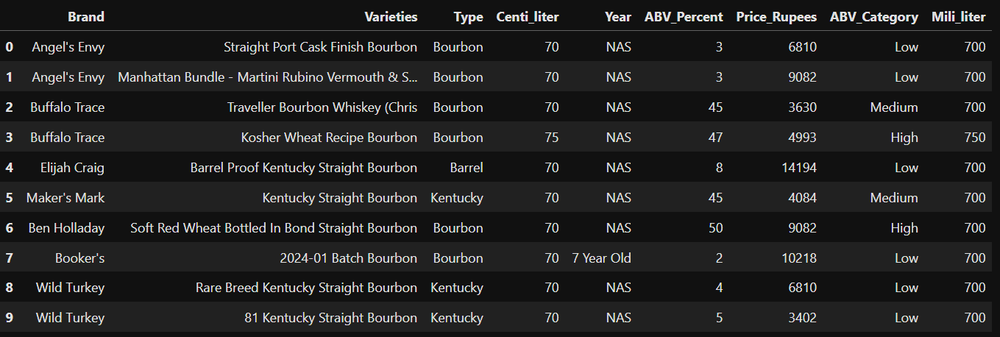 Brand Varieties Type Centi_liter Year ABV_Percent Price_Rupees ABV_Category Mili_liter
0 Angel's Envy Straight Port Cask Finish Bourbon Bourbon 70 NAS 3 6810 Low 700
1 Angel's Envy Manhattan Bundle - Martini Rubino Vermouth & S... Bourbon 70 NAS 3 9082 Low 700
2 Buffalo Trace Traveller Bourbon Whiskey (Chris Bourbon 70 NAS 45 3630 Medium 700
3 Buffalo Trace Kosher Wheat Recipe Bourbon Bourbon 75 NAS 47 4993 High 750
4 Elijah Craig Barrel Proof Kentucky Straight Bourbon Barrel 70 NAS 8 14194 Low 700
5 Maker's Mark Kentucky Straight Bourbon Kentucky 70 NAS 45 4084 Medium 700
6 Ben Holladay Soft Red Wheat Bottled In Bond Straight Bourbon Bourbon 70 NAS 50 9082 High 700
7 Booker's 2024-01 Batch Bourbon Bourbon 70 7 Year Old 2 10218 Low 700
8 Wild Turkey Rare Breed Kentucky Straight Bourbon Kentucky 70 NAS 4 6810 Low 700
9 Wild Turkey 81 Kentucky Straight Bourbon Kentucky 70 NAS 5 3402 Low 700